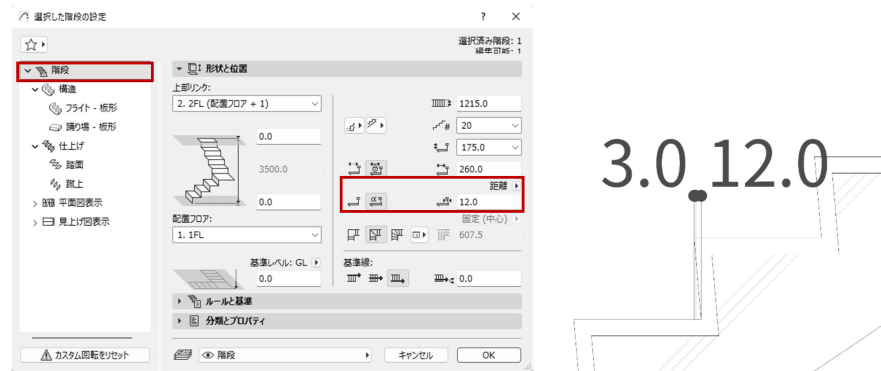 選択した階段の設定
? ×
選択済み階段: 1
編集可能: 1
階段
構造
フライト - 板形
踊り場 - 板形
仕上げ
踏面
蹴上
平面図表示
見上げ図表示
カスタム回転をリセット
形状と位置
上部リンク:
2. 2FL (配置フロア + 1)
0.0
3500.0
0.0
配置フロア:
1. 1FL
基準レベル: GL
0.0
1215.0
20
175.0
260.0
距離
12.0
固定 (中心)
607.5
基準線:
0.0
ルールと基準
分類とプロパティ
階段
キャンセル
OK
3.0 12.0